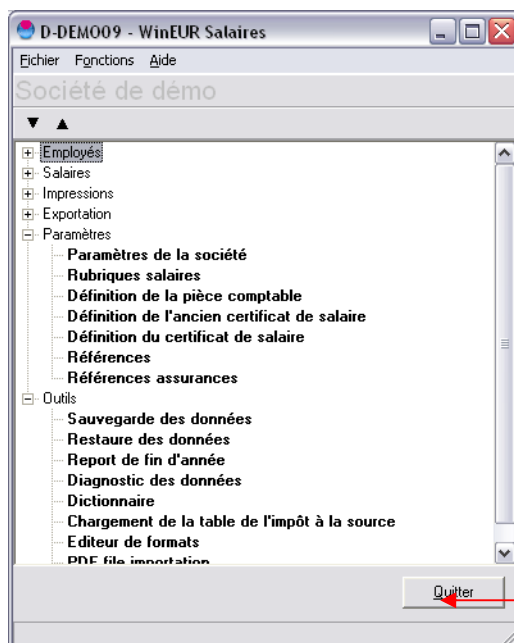 D-DEMO09 - WinEUR Salaires
Fichier Fonctions Aide
Société de démo
Employés
Salaires
Impressions
Exportation
Paramètres
Paramètres de la société
Rubriques salaires
Définition de la pièce comptable
Définition de l'ancien certificat de salaire
Définition du certificat de salaire
Références
Références assurances
Outils
Sauvegarde des données
Restaure des données
Report de fin d'année
Diagnostic des données
Dictionnaire
Chargement de la table de l'impôt à la source
Editeur de formats
PDF file importation
Quitter